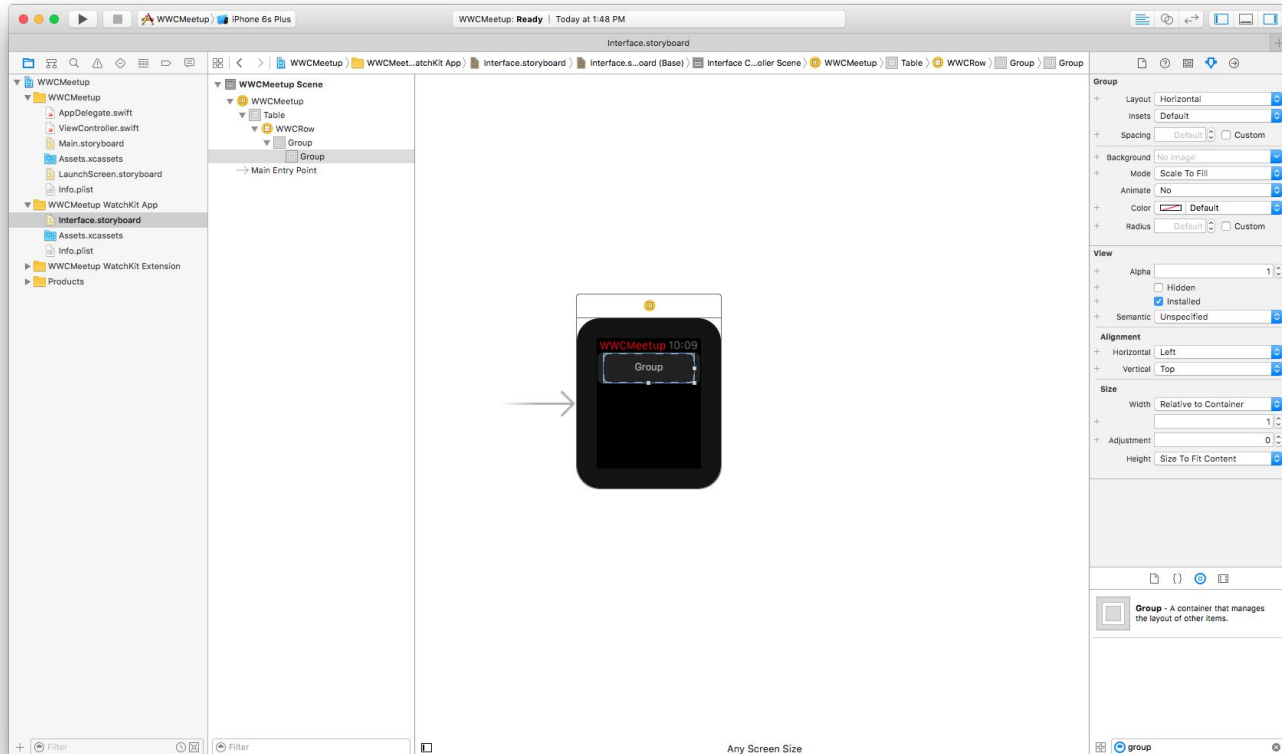 WWCMeetup
iPhone 6s Plus
WWCMeetup: Ready | Today at 1:48 PM
Interface.storyboard
WWCMeetup
WWCMeet...atchKit App
Interface.storyboard
Interface.s...oard (Base)
Interface C...oller Scene
WWCMeetup
Table
WWCRow
Group
Group
WWCMeetup
WWCMeetup
AppDelegate.swift
ViewController.swift
Main.storyboard
Assets.xcassets
LaunchScreen.storyboard
Info.plist
WWCMeetup WatchKit App
Interface.storyboard
Assets.xcassets
Info.plist
WWCMeetup WatchKit Extension
Products
Filter
WWCMeetup Scene
WWCMeetup
Table
WWCRow
Group
Group
Main Entry Point
Filter
WWCMeetup 10:09
Group
Any Screen Size
Group
Layout Horizontal
Insets Default
Spacing Default Custom
Background No Image
Mode Scale To Fill
Animate No
Color Default
Radius Default Custom
View
Alpha 1
Hidden
Installed
Semantic Unspecified
Alignment
Horizontal Left
Vertical Top
Size
Width Relative to Container
1
Adjustment 0
Height Size To Fit Content
Group - A container that manages
the layout of other items.
group